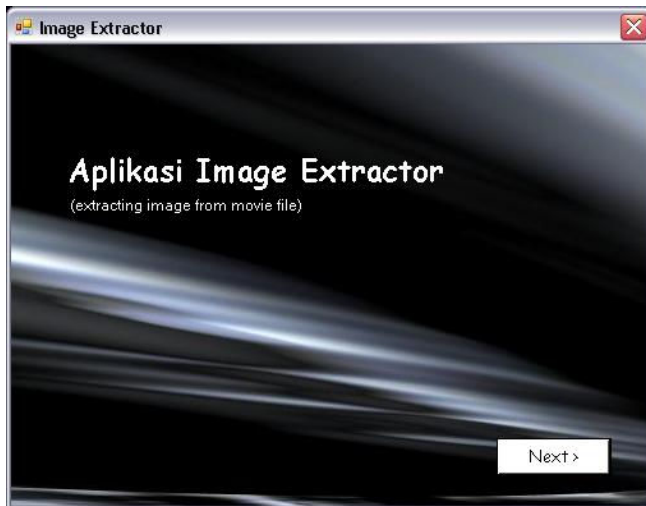 Image Extractor
Aplikasi Image Extractor
(extracting image from movie file)
Next >